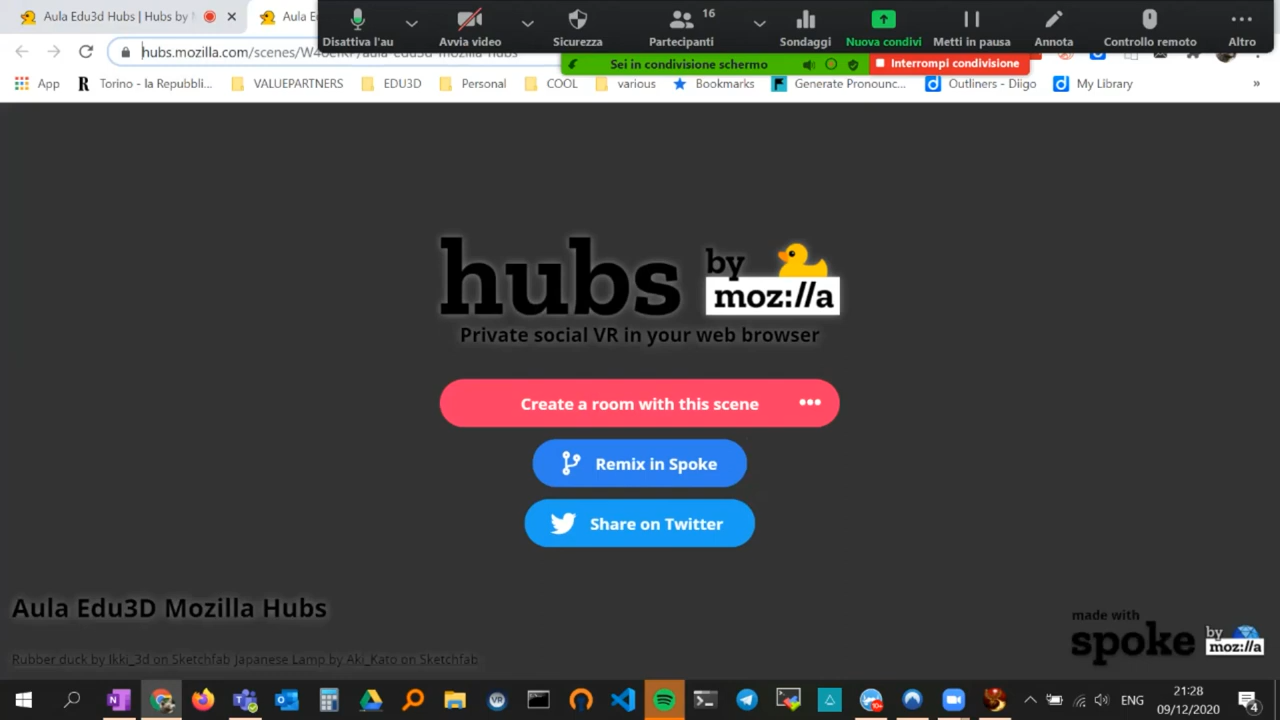 Aula Edu3d Hubs | Hubs by
Aula E
Disattiva l'au
Avvia video
Sicurezza
16
Partecipanti
Sondaggi
Nuova condivi
Metti in pausa
Annota
Controllo remoto
Altro
Sei in condivisione schermo
Interrompi condivisione
App
Torino - la Repubbli...
VALUEPARTNERS
EDU3D
Personal
COOL
various
Bookmarks
Generate Pronounc...
Outliners - Diigo
My Library
»
hubs by
moz://a
Private social VR in your web browser
Create a room with this scene
Remix in Spoke
Share on Twitter
Aula Edu3D Mozilla Hubs
Rubber duck by Ikki_3d on Sketchfab Japanese Lamp by Aki_Kato on Sketchfab
made with
spoke by
moz://a
ENG
21:28
09/12/2020
4